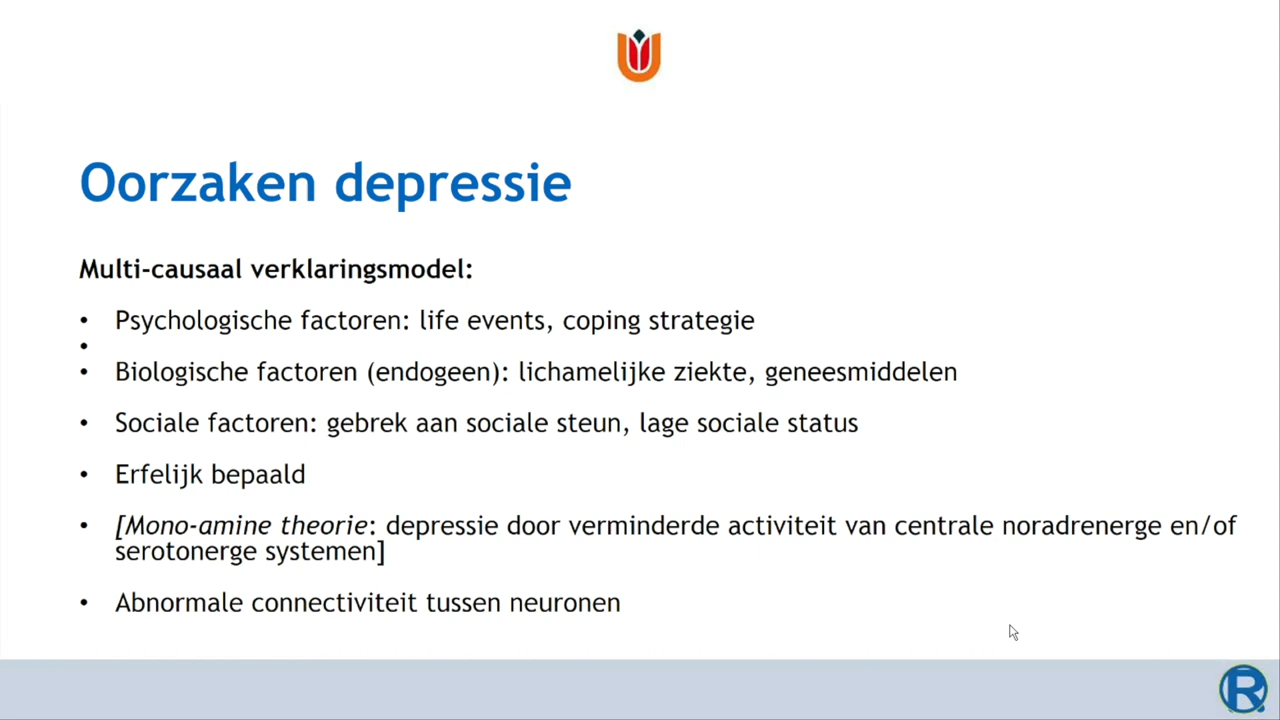 Oorzaken depressie
Multi-causaal verklaringsmodel:
• Psychologische factoren: life events, coping strategie
•
• Biologische factoren (endogeen): lichamelijke ziekte, geneesmiddelen
• Sociale factoren: gebrek aan sociale steun, lage sociale status
• Erfelijk bepaald
• [Mono-amine theorie: depressie door verminderde activiteit van centrale noradrenerge en/of
serotonerge systemen]
• Abnormale connectiviteit tussen neuronen
R